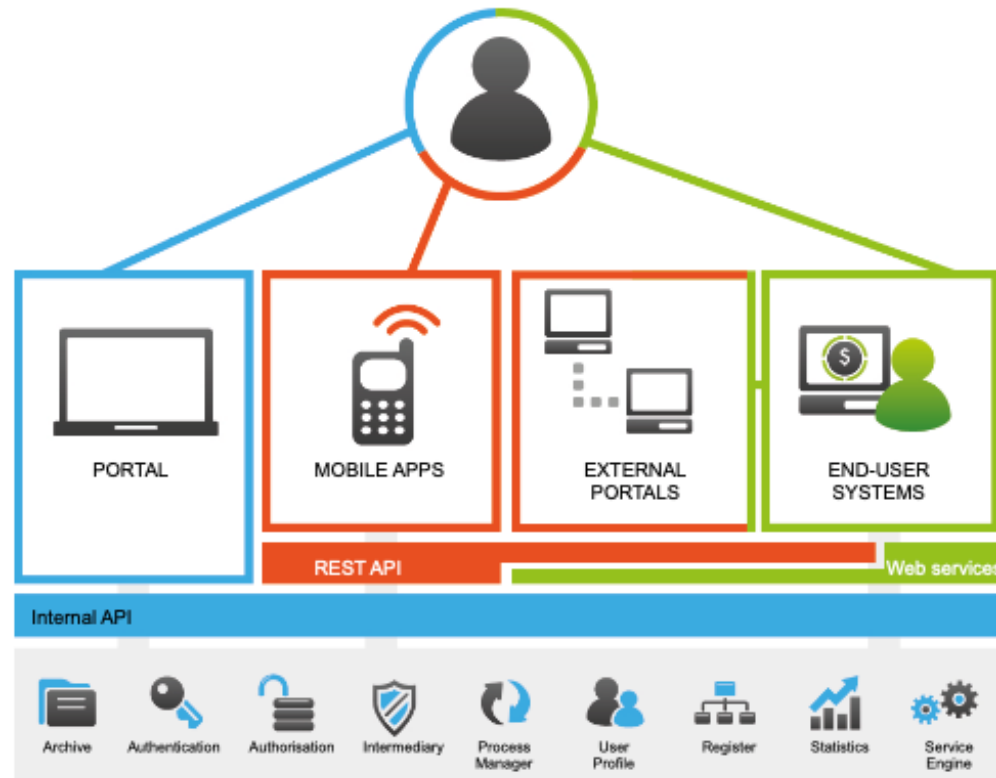 PORTAL
MOBILE APPS
EXTERNAL
PORTALS
END-USER
SYSTEMS
$
REST API
Web services
Internal API
Archive
Authentication
Authorisation
Intermediary
Process
Manager
User
Profile
Register
Statistics
Service
Engine